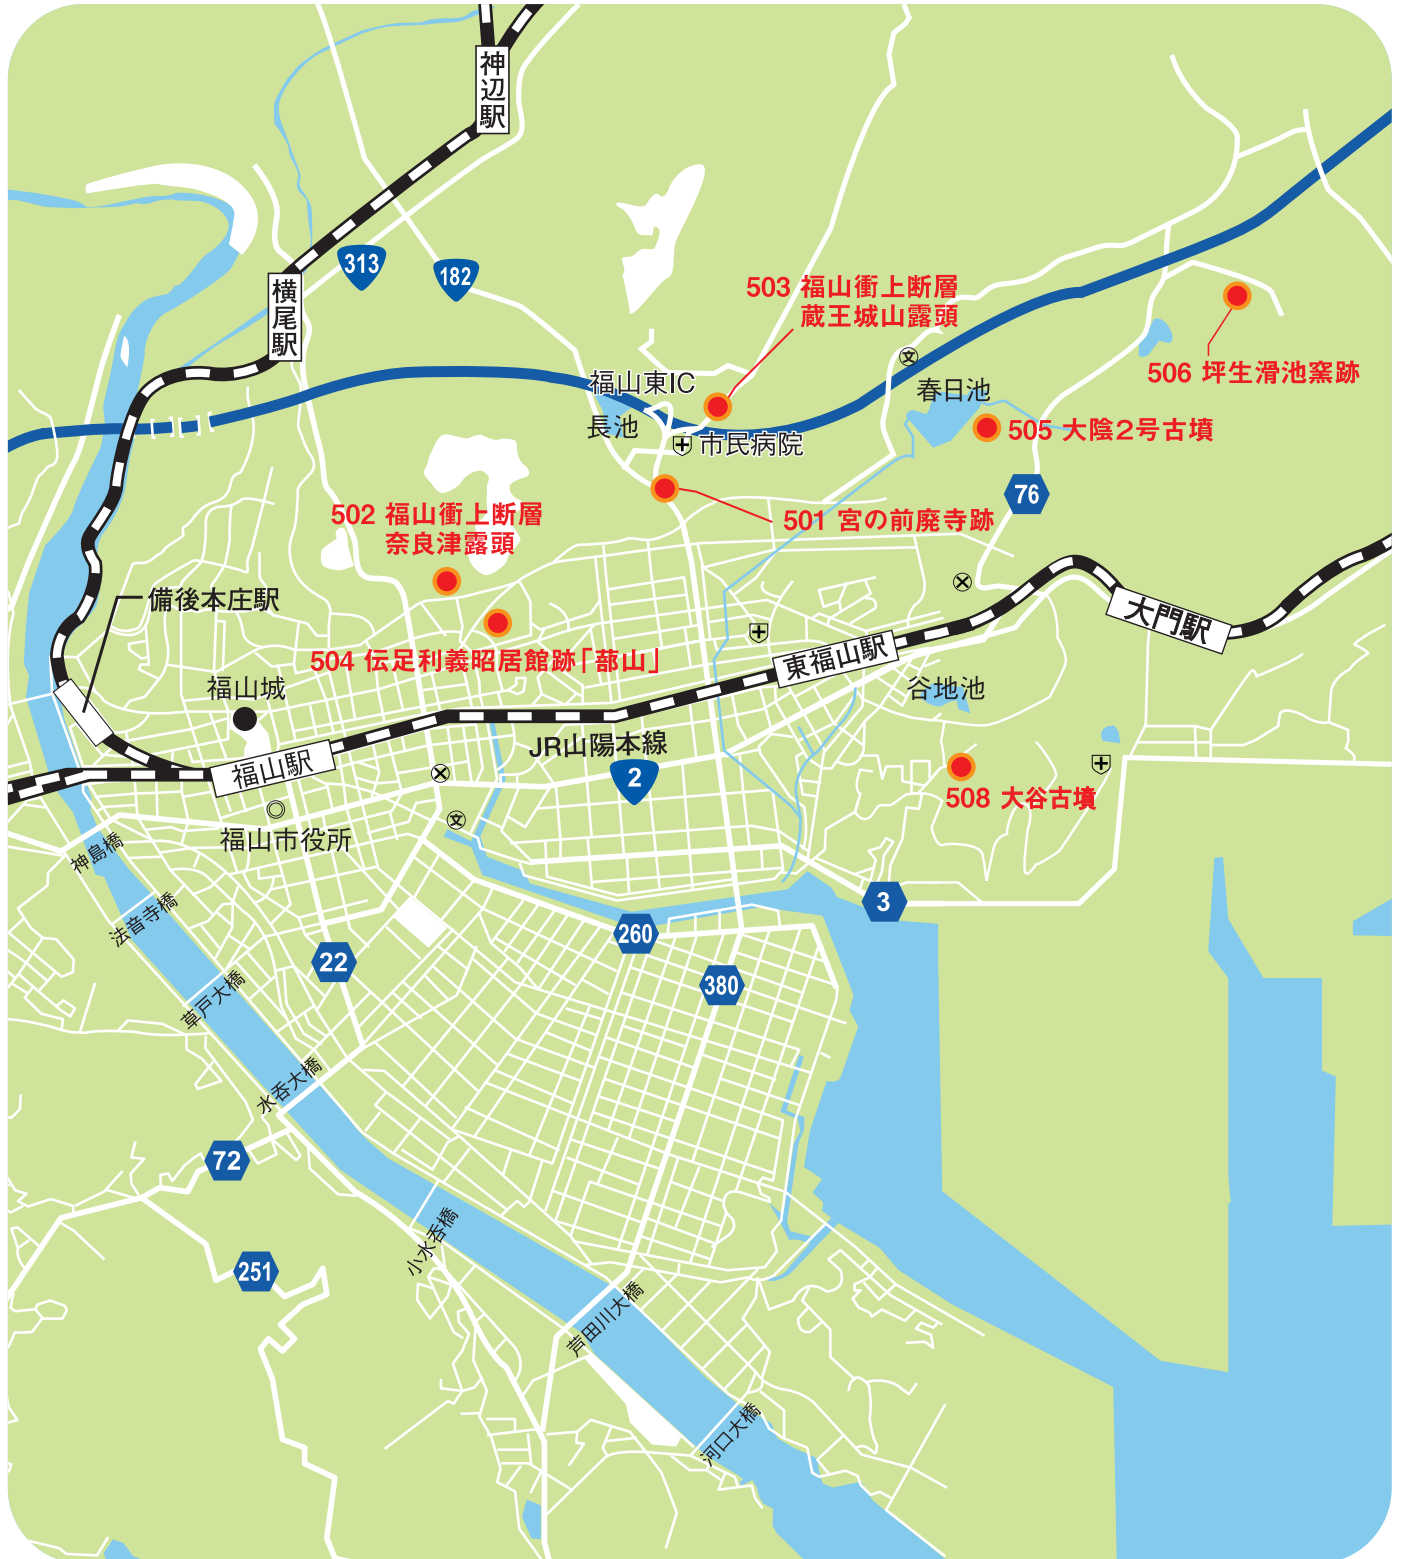 神辺駅
313
182
横尾駅
503 福山衝上断層
蔵王城山露頭
506 坪生滑池窯跡
福山東IC
春日池
長池
505 大陰2号古墳
市民病院
76
502 福山衝上断層
奈良津露頭
501 宮の前廃寺跡
備後本庄駅
大門駅
504 伝足利義昭居館跡「蔀山」
東福山駅
福山城
谷地池
JR山陽本線
福山駅
2
508 大谷古墳
福山市役所
神島橋
文
文
3
法音寺橋
260
22
380
草戸大橋
水呑大橋
72
小水呑橋
251
芦田川大橋
河口大橋